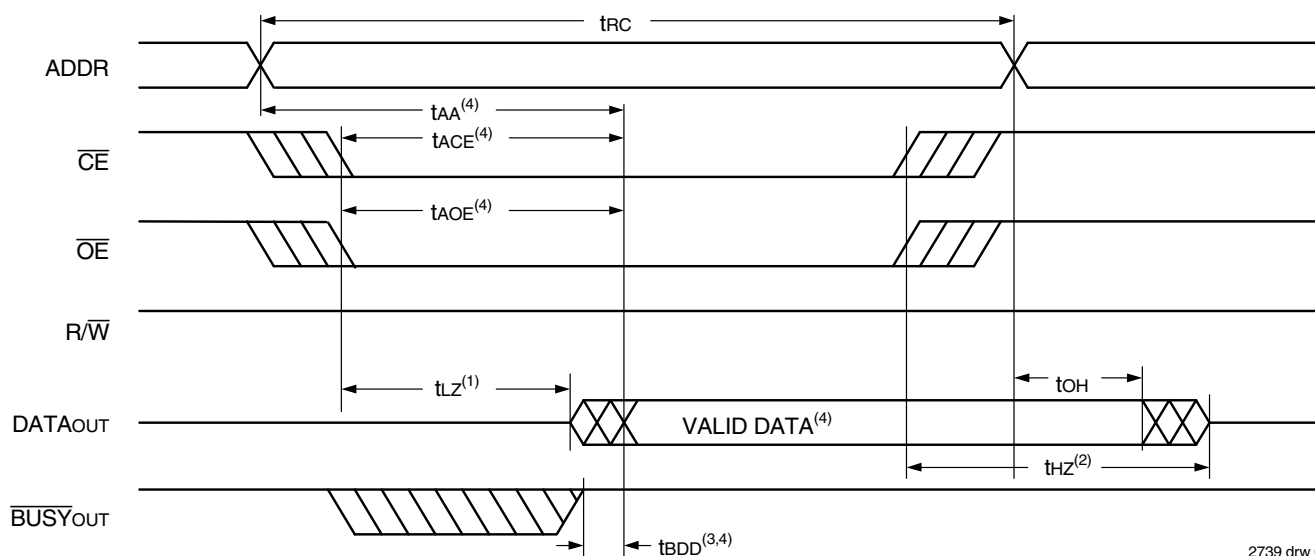 tRC
ADDR
tAA(4)
tACE(4)
CE
tAOE(4)
OE
R/W
tLZ(1)
tOH
DATAOUT
VALID DATA(4)
tHZ(2)
BUSYOUT
tBDD(3,4)
2739 drw